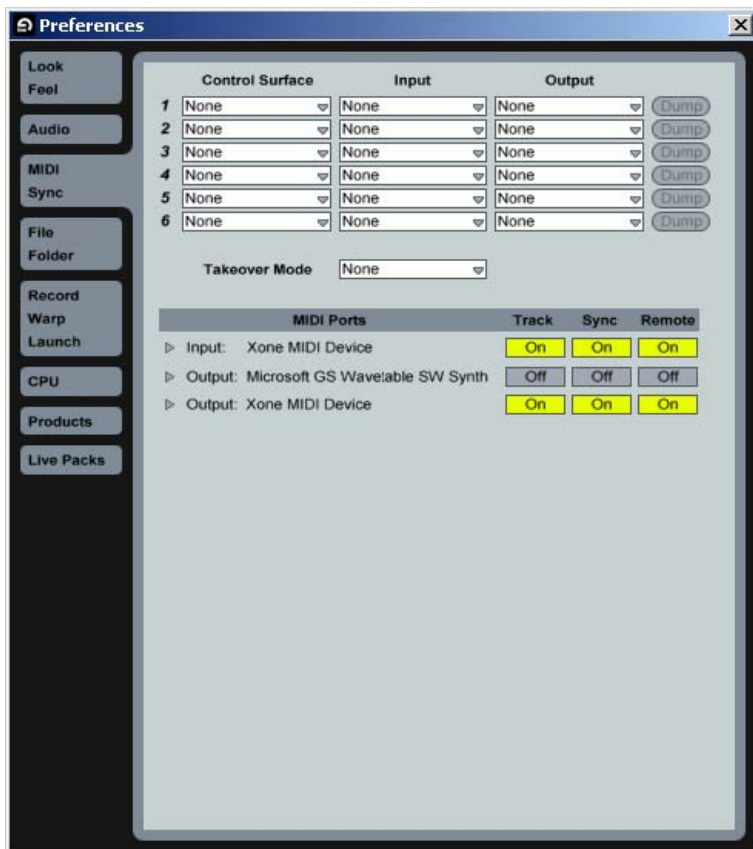 Preferences
Look
Feel
Audio
MIDI
Sync
File
Folder
Record
Warp
Launch
CPU
Products
Live Packs
Control Surface Input Output
1 None None None Dump
2 None None None Dump
3 None None None Dump
4 None None None Dump
5 None None None Dump
6 None None None Dump
Takeover Mode None
MIDI Ports Track Sync Remote
Input: Xone MIDI Device On On On
Output: Microsoft GS Wavetable SW Synth Off Off Off
Output: Xone MIDI Device On On On